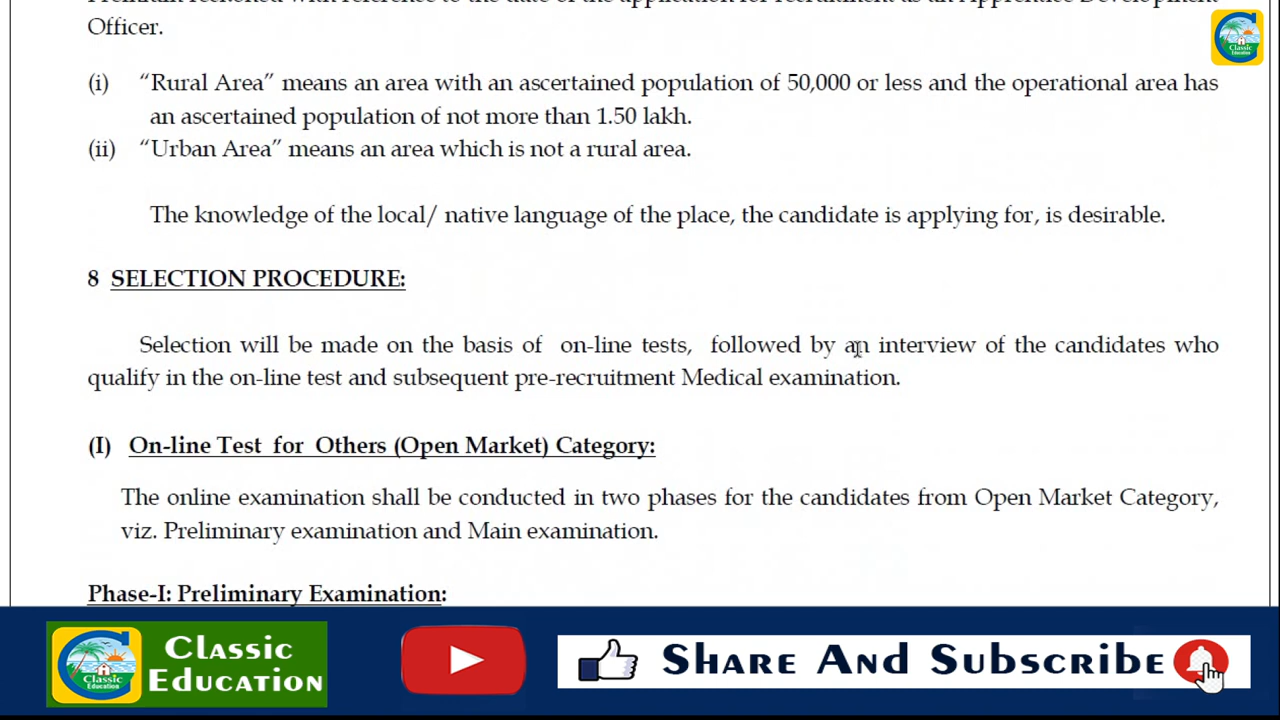 Officer.
Classic
Education
(i) “Rural Area” means an area with an ascertained population of 50,000 or less and the operational area has
an ascertained population of not more than 1.50 lakh.
(ii) “Urban Area” means an area which is not a rural area.
The knowledge of the local/ native language of the place, the candidate is applying for, is desirable.
8 SELECTION PROCEDURE:
Selection will be made on the basis of on-line tests, followed by an interview of the candidates who
qualify in the on-line test and subsequent pre-recruitment Medical examination.
(I) On-line Test for Others (Open Market) Category:
The online examination shall be conducted in two phases for the candidates from Open Market Category,
viz. Preliminary examination and Main examination.
Phase-I: Preliminary Examination:
Classic
Education
CLASSIC
EDUCATION
SHARE AND SUBSCRIBE